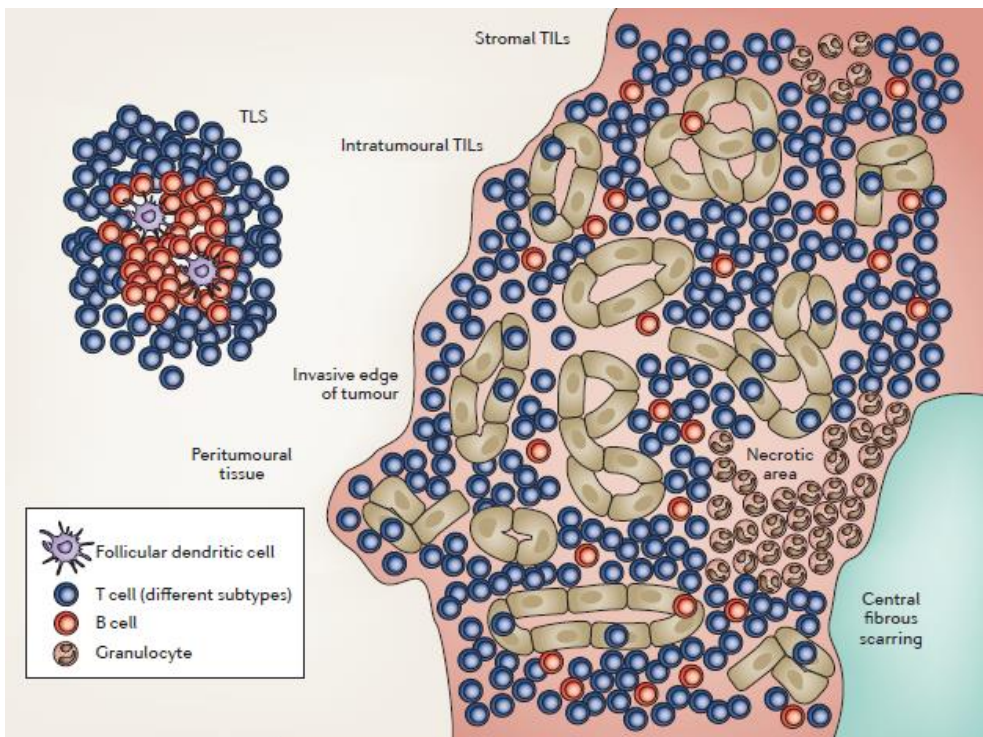 Stromal TILs
TLS
Intratumoural TILs
Invasive edge
of tumour
Peritumoural
tissue
Necrotic
area
Follicular dendritic cell
T cell (different subtypes)
B cell
Granulocyte
Central
fibrous
scarring